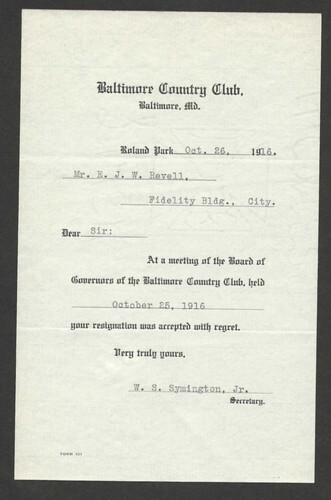 Baltimore Country Club,
Baltimore, Md.
Roland Park Oct. 26, 1916.
Mr. E. J. W. Revell,
Fidelity Bldg., City.
Dear Sir:
At a meeting of the Board of
Governors of the Baltimore Country Club, held
October 25, 1916
your resignation was accepted with regret.
Very truly yours,
W. S. Symington, Jr.
Secretary.